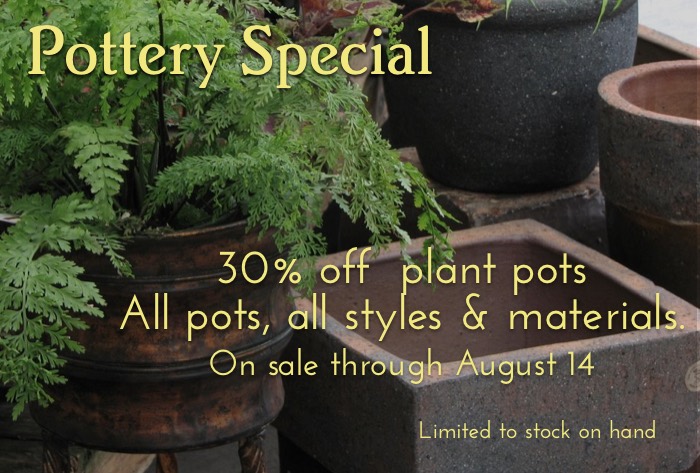 Pottery Special
30% off plant pots
All pots, all styles & materials.
On sale through August 14
Limited to stock on hand